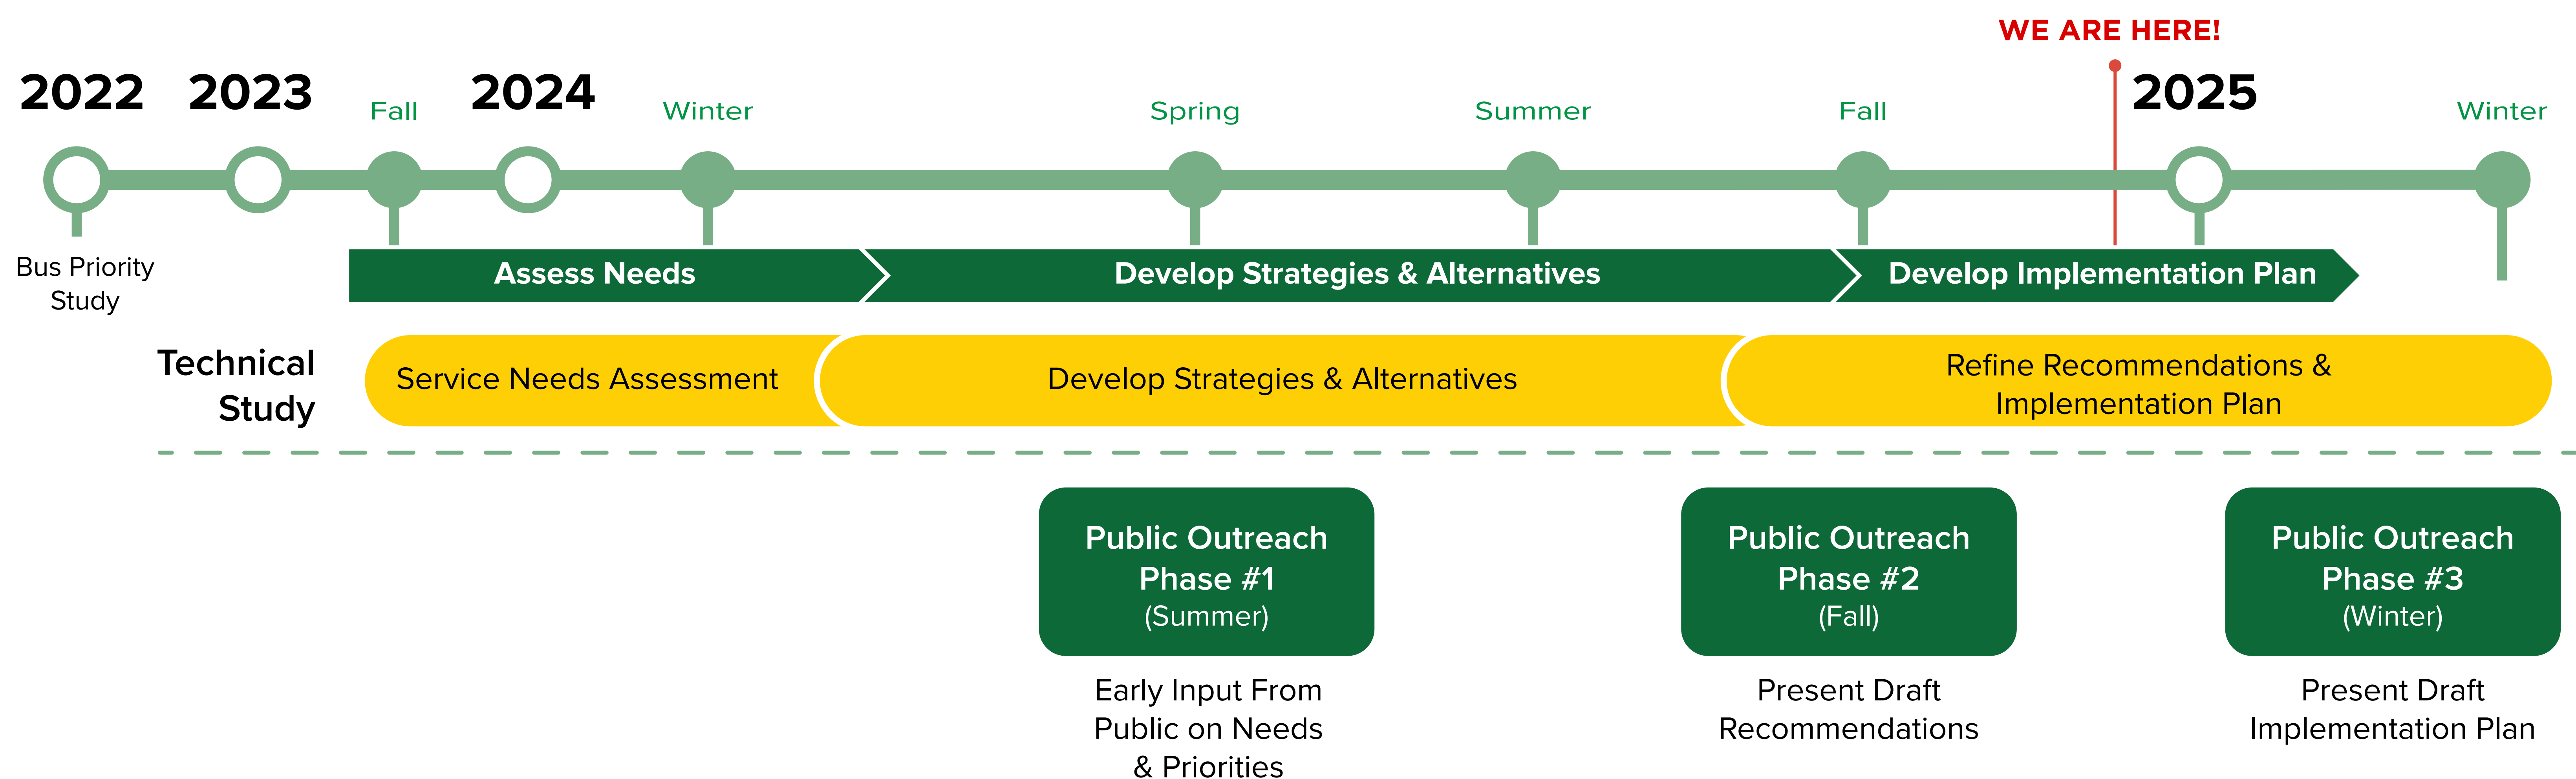 WE ARE HERE!
2022
2023
Fall
2024
Winter
Spring
Summer
Fall
2025
Winter
Bus Priority
Study
Assess Needs
Develop Strategies & Alternatives
Develop Implementation Plan
Technical
Study
Service Needs Assessment
Develop Strategies & Alternatives
Refine Recommendations &
Implementation Plan
Public Outreach
Phase #1
(Summer)
Early Input From
Public on Needs
& Priorities
Public Outreach
Phase #2
(Fall)
Present Draft
Recommendations
Public Outreach
Phase #3
(Winter)
Present Draft
Implementation Plan